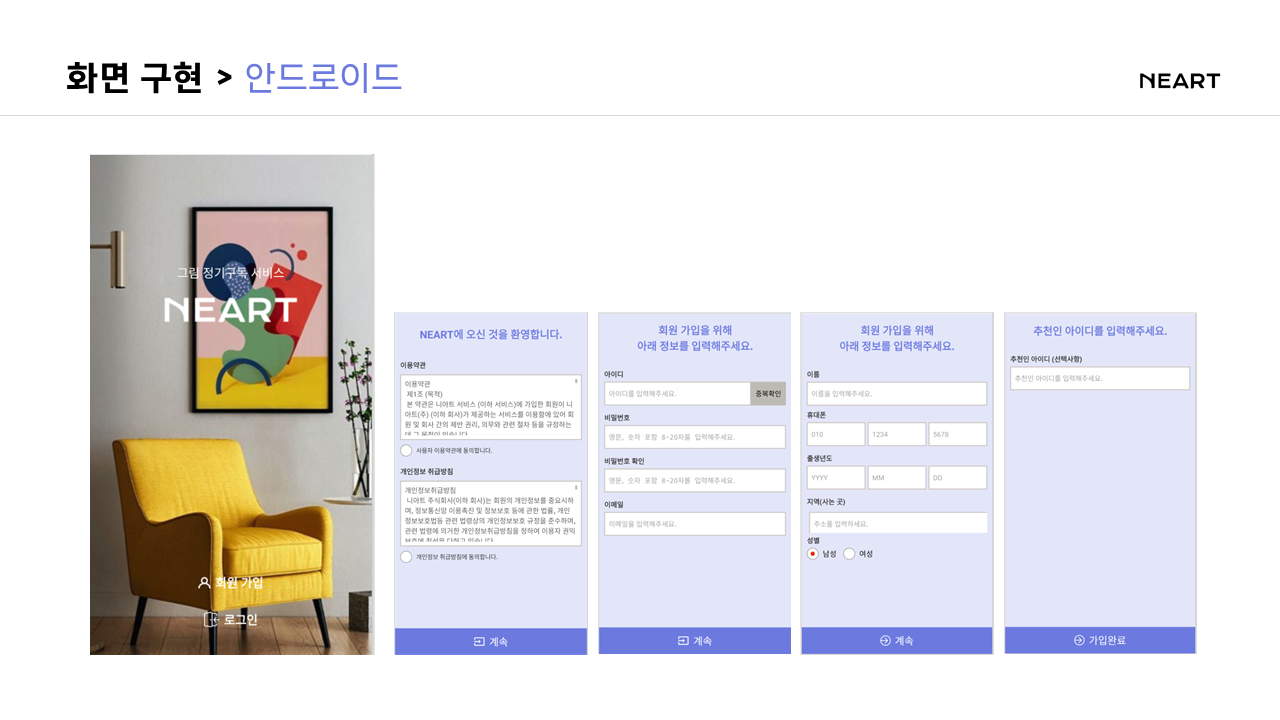 화면 구현 > 안드로이드
NEART
그림 정기구독 서비스
NEART
회원 가입
로그인
NEART에 오신 것을 환영합니다.
이용약관
이용약관
제1조 (목적)
본 약관은 니아트 서비스 (이하 서비스)에 가입한 회원이 니
아트(주) (이하 회사)가 제공하는 서비스를 이용함에 있어 회
원 및 회사 간의 제반 권리, 의무와 관련 절차 등을 규정하는
데 그 목적이 있습니다
사용자 이용약관에 동의합니다.
개인정보 취급방침
개인정보취급방침
니아트 주식회사(이하 회사)는 회원의 개인정보를 중요시하
며, 정보통신망 이용촉진 및 정보보호 등에 관한 법률, 개인
정보보호법등 관련 법령상의 개인정보보호 규정을 준수하며,
관련 법령에 의거한 개인정보취급방침을 정하여 이용자 권익
보호에 최선을 다하고 있습니다
개인정보 취급방침에 동의합니다.
계속
회원 가입을 위해
아래 정보를 입력해주세요.
아이디
아이디를 입력해주세요. 중복확인
비밀번호
영문, 숫자 포함 8-20자를 입력해주세요.
비밀번호 확인
영문, 숫자 포함 8-20자를 입력해주세요.
이메일
이메일을 입력해주세요.
계속
회원 가입을 위해
아래 정보를 입력해주세요.
이름
이름을 입력해주세요.
휴대폰
010 1234 5678
출생년도
YYYY MM DD
지역(사는 곳)
주소를 입력하세요.
성별
남성 여성
계속
추천인 아이디를 입력해주세요.
추천인 아이디 (선택사항)
추천인 아이디를 입력해주세요.
가입완료